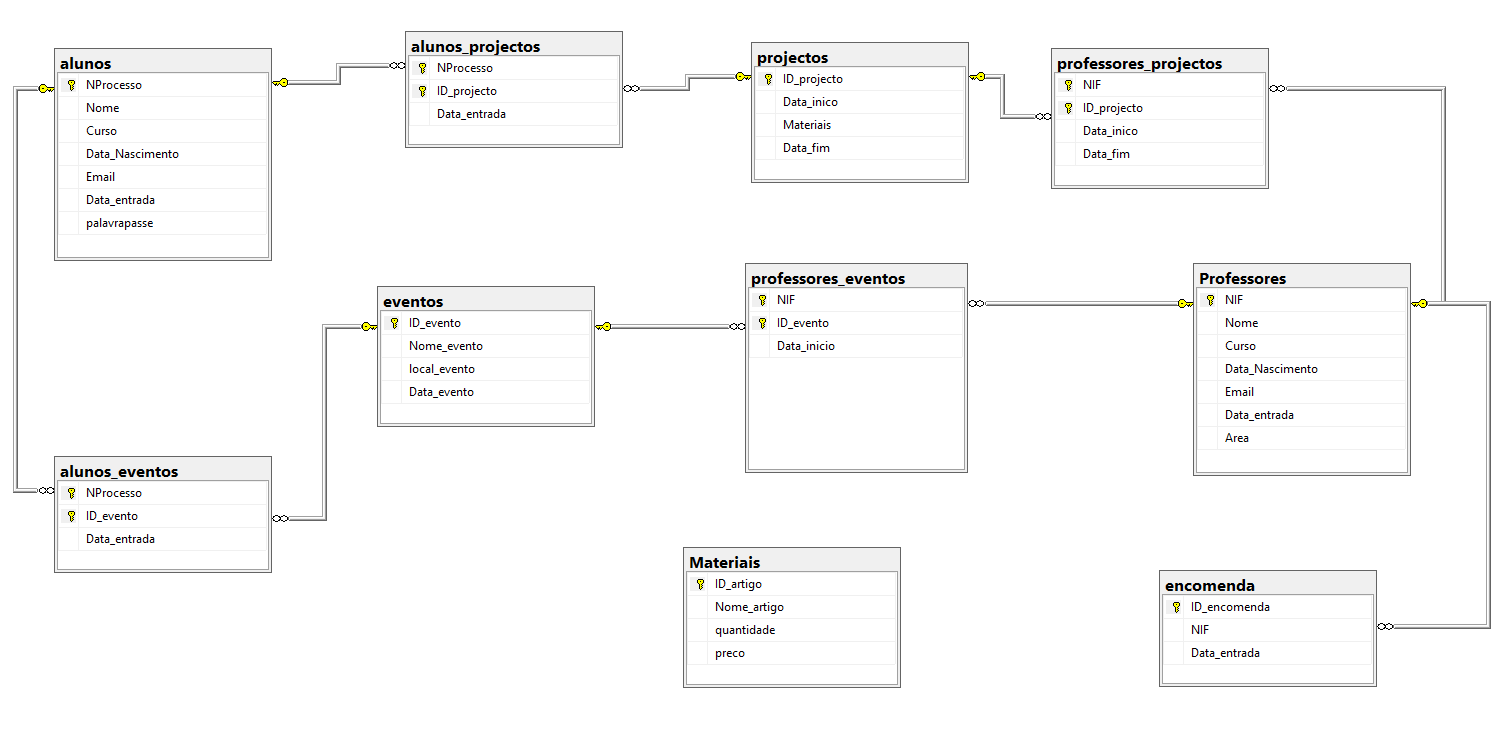 alunos
NProcesso
Nome
Curso
Data_Nascimento
Email
Data_entrada
palavrapasse
alunos_projectos
NProcesso
ID_projecto
Data_entrada
projectos
ID_projecto
Data_inico
Materiais
Data_fim
professores_projectos
NIF
ID_projecto
Data_inico
Data_fim
eventos
ID_evento
Nome_evento
local_evento
Data_evento
professores_eventos
NIF
ID_evento
Data_inicio
Professores
NIF
Nome
Curso
Data_Nascimento
Email
Data_entrada
Area
alunos_eventos
NProcesso
ID_evento
Data_entrada
Materiais
ID_artigo
Nome_artigo
quantidade
preco
encomenda
ID_encomenda
NIF
Data_entrada